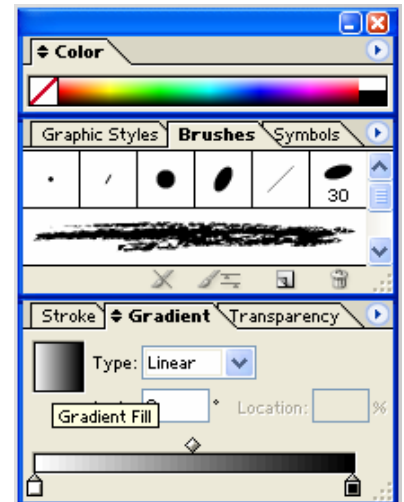 Color
Graphic Styles Brushes Symbols
30
Stroke Gradient Transparency
Type: Linear
° Location: %
Gradient Fill